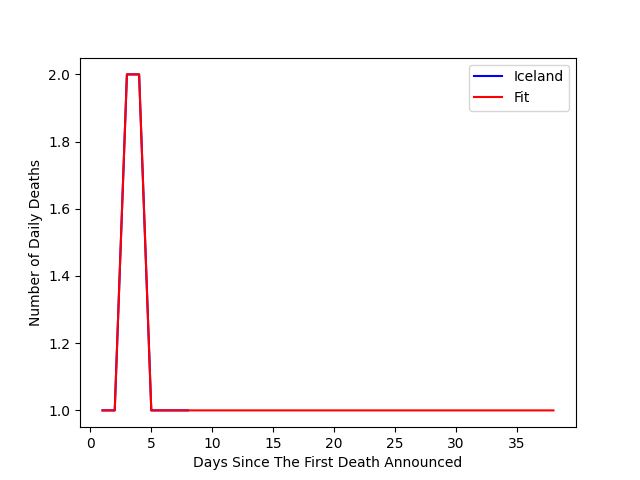 Iceland
Fit
2.0
1.8
1.6
1.4
1.2
1.0
Number of Daily Deaths
0 5 10 15 20 25 30 35
Days Since The First Death Announced